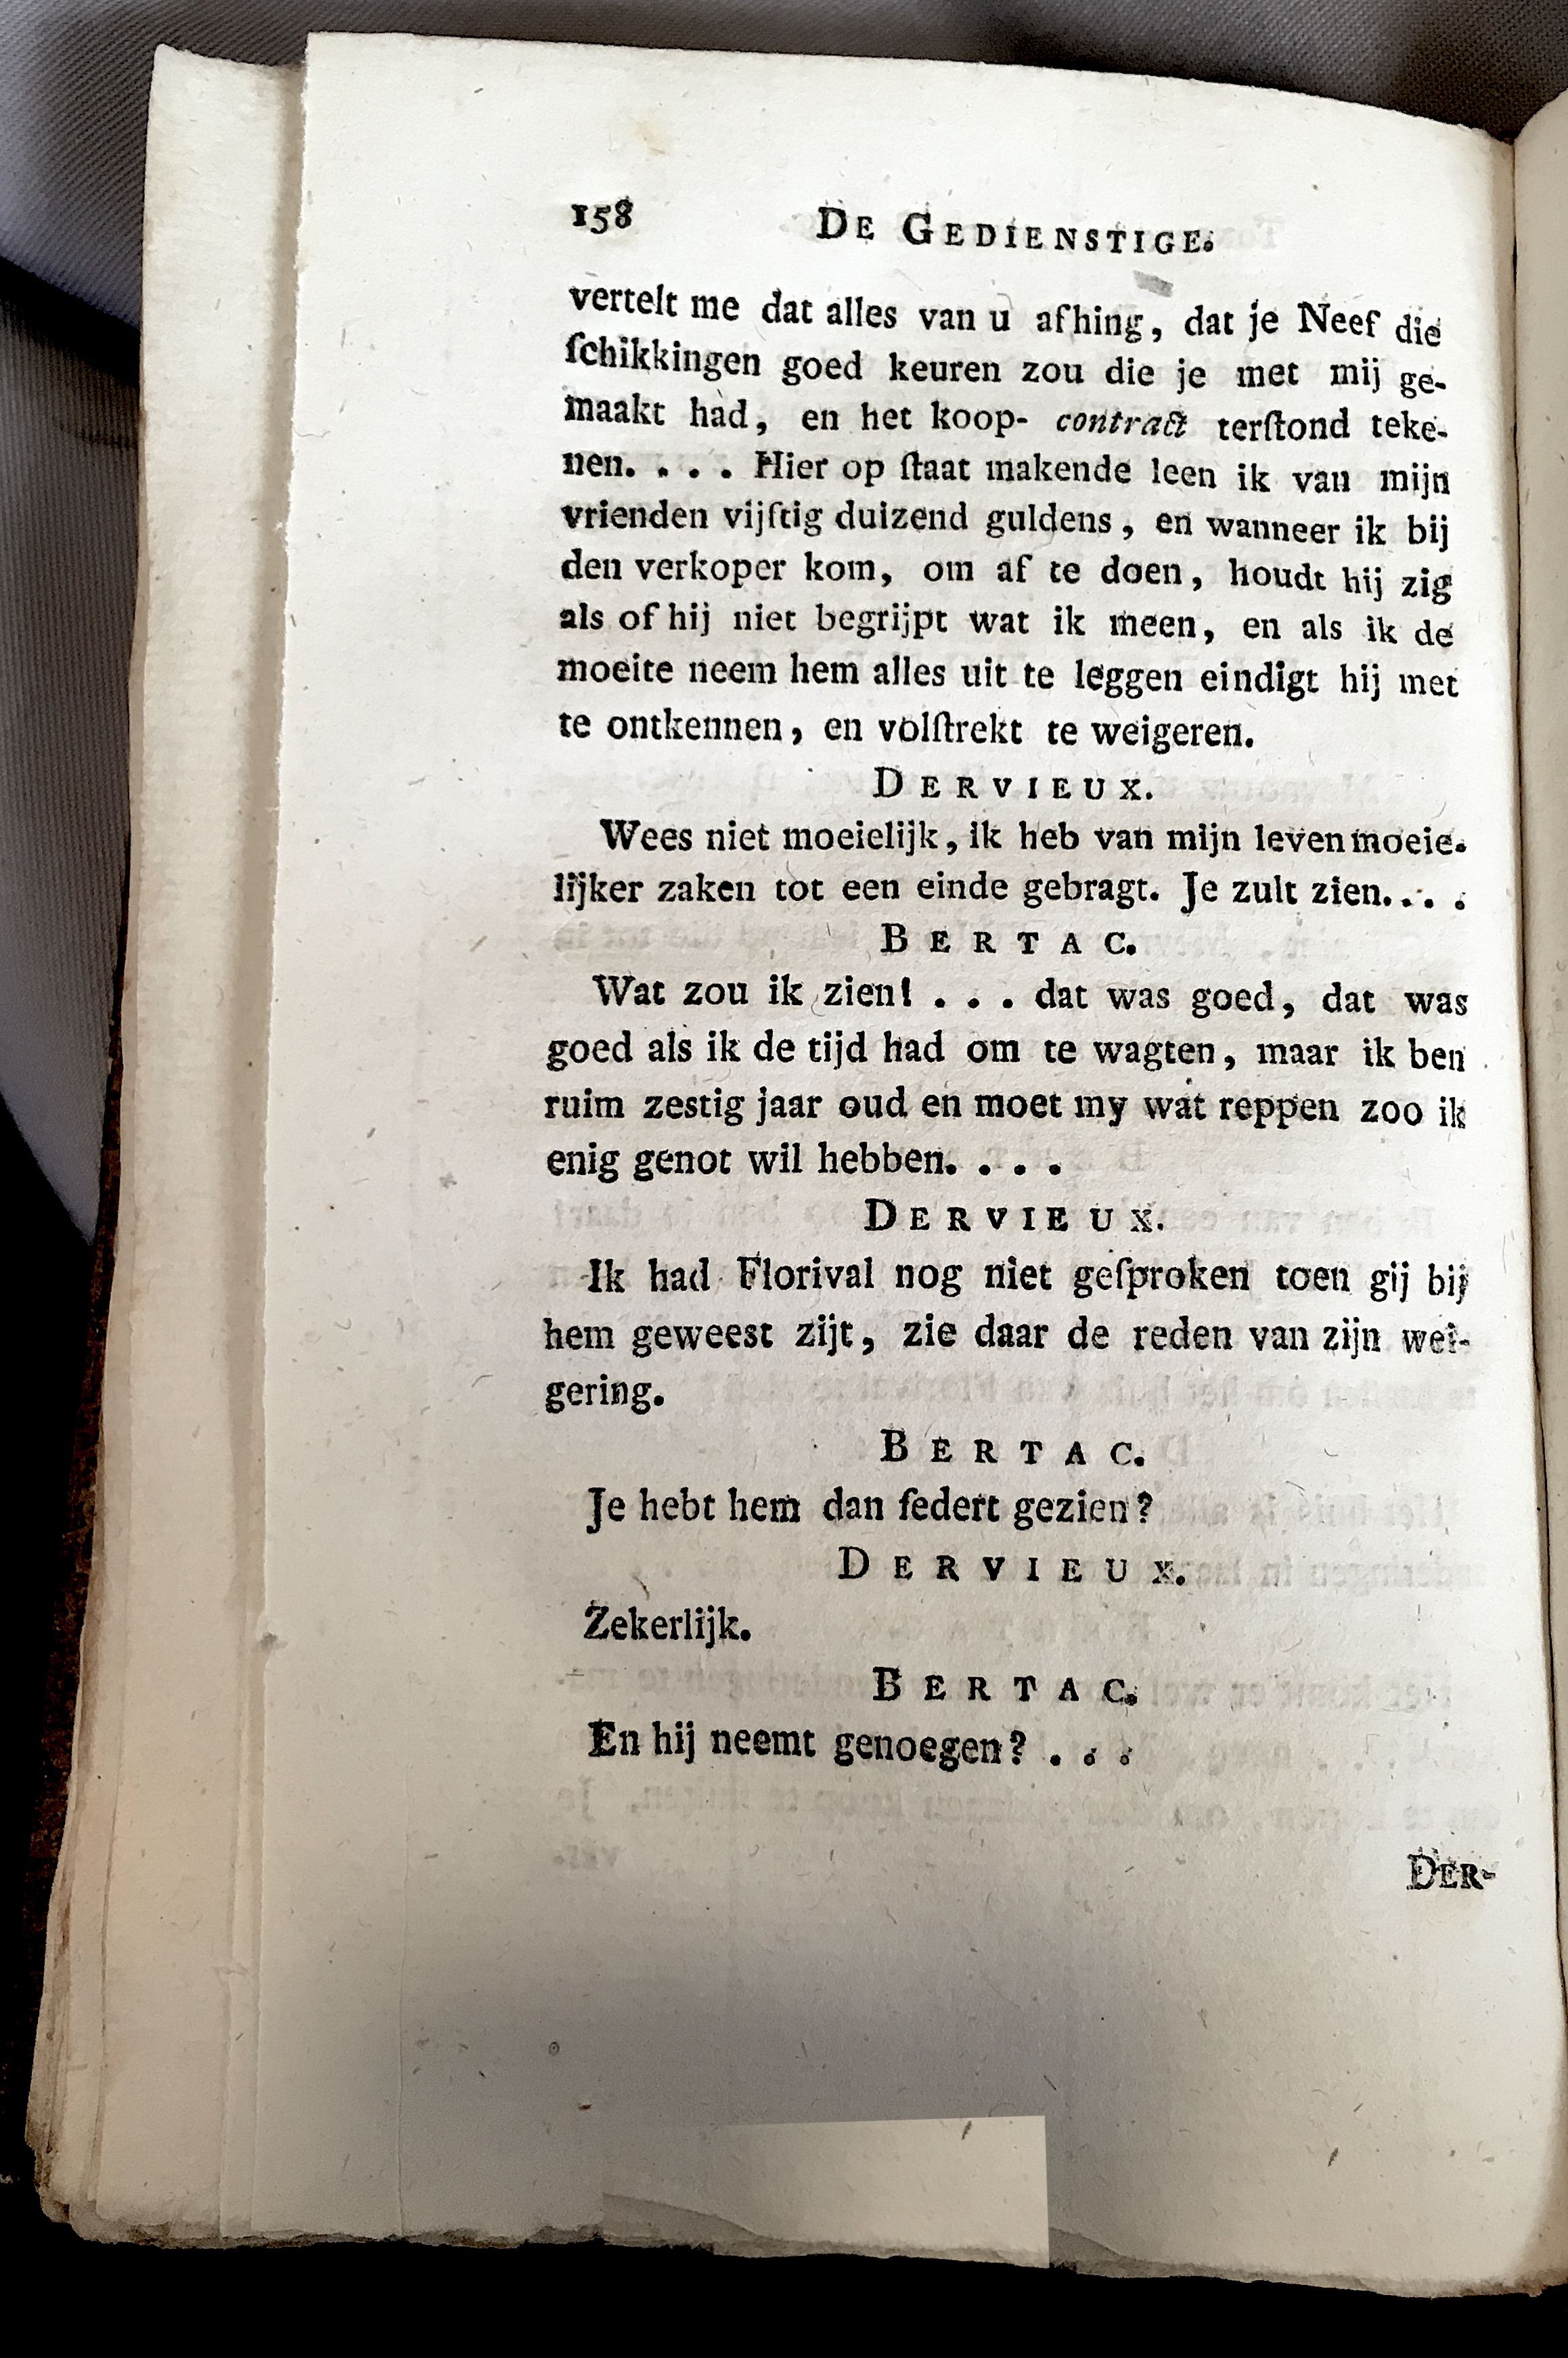 158 DE GEDIENSTIGE.
vertelt me dat alles van u afhing, dat je Neef die
ſchikkingen goed keuren zou die je met mij ge-
maakt had, en het koop- contract terſtond teke-
nen. . . . Hier op ſtaat makende leen ik van mijn
vrienden vijftig duizend guldens, en wanneer ik bij
den verkoper kom, om af te doen, houdt hij zig
als of hij niet begrijpt wat ik meen, en als ik de
moeite neem hem alles uit te leggen eindigt hij met
te ontkennen, en volſtrekt te weigeren.
DERVIEUX.
Wees niet moeielijk, ik heb van mijn leven moeie-
lijker zaken tot een einde gebragt. Je zult zien. . . .
BERTAC.
Wat zou ik zien! . . . dat was goed, dat was
goed als ik de tijd had om te wagten, maar ik ben
ruim zestig jaar oud en moet my wat reppen zoo ik
enig genot wil hebben. . . .
DERVIEUX.
Ik had Florival nog niet geſproken toen gij bij
hem geweest zijt, zie daar de reden van zijn wei-
gering.
BERTAC.
Je hebt hem dan ſedert gezien?
DERVIEUX.
Zekerlijk.
BERTAC.
En hij neemt genoegen? . . .
DER-